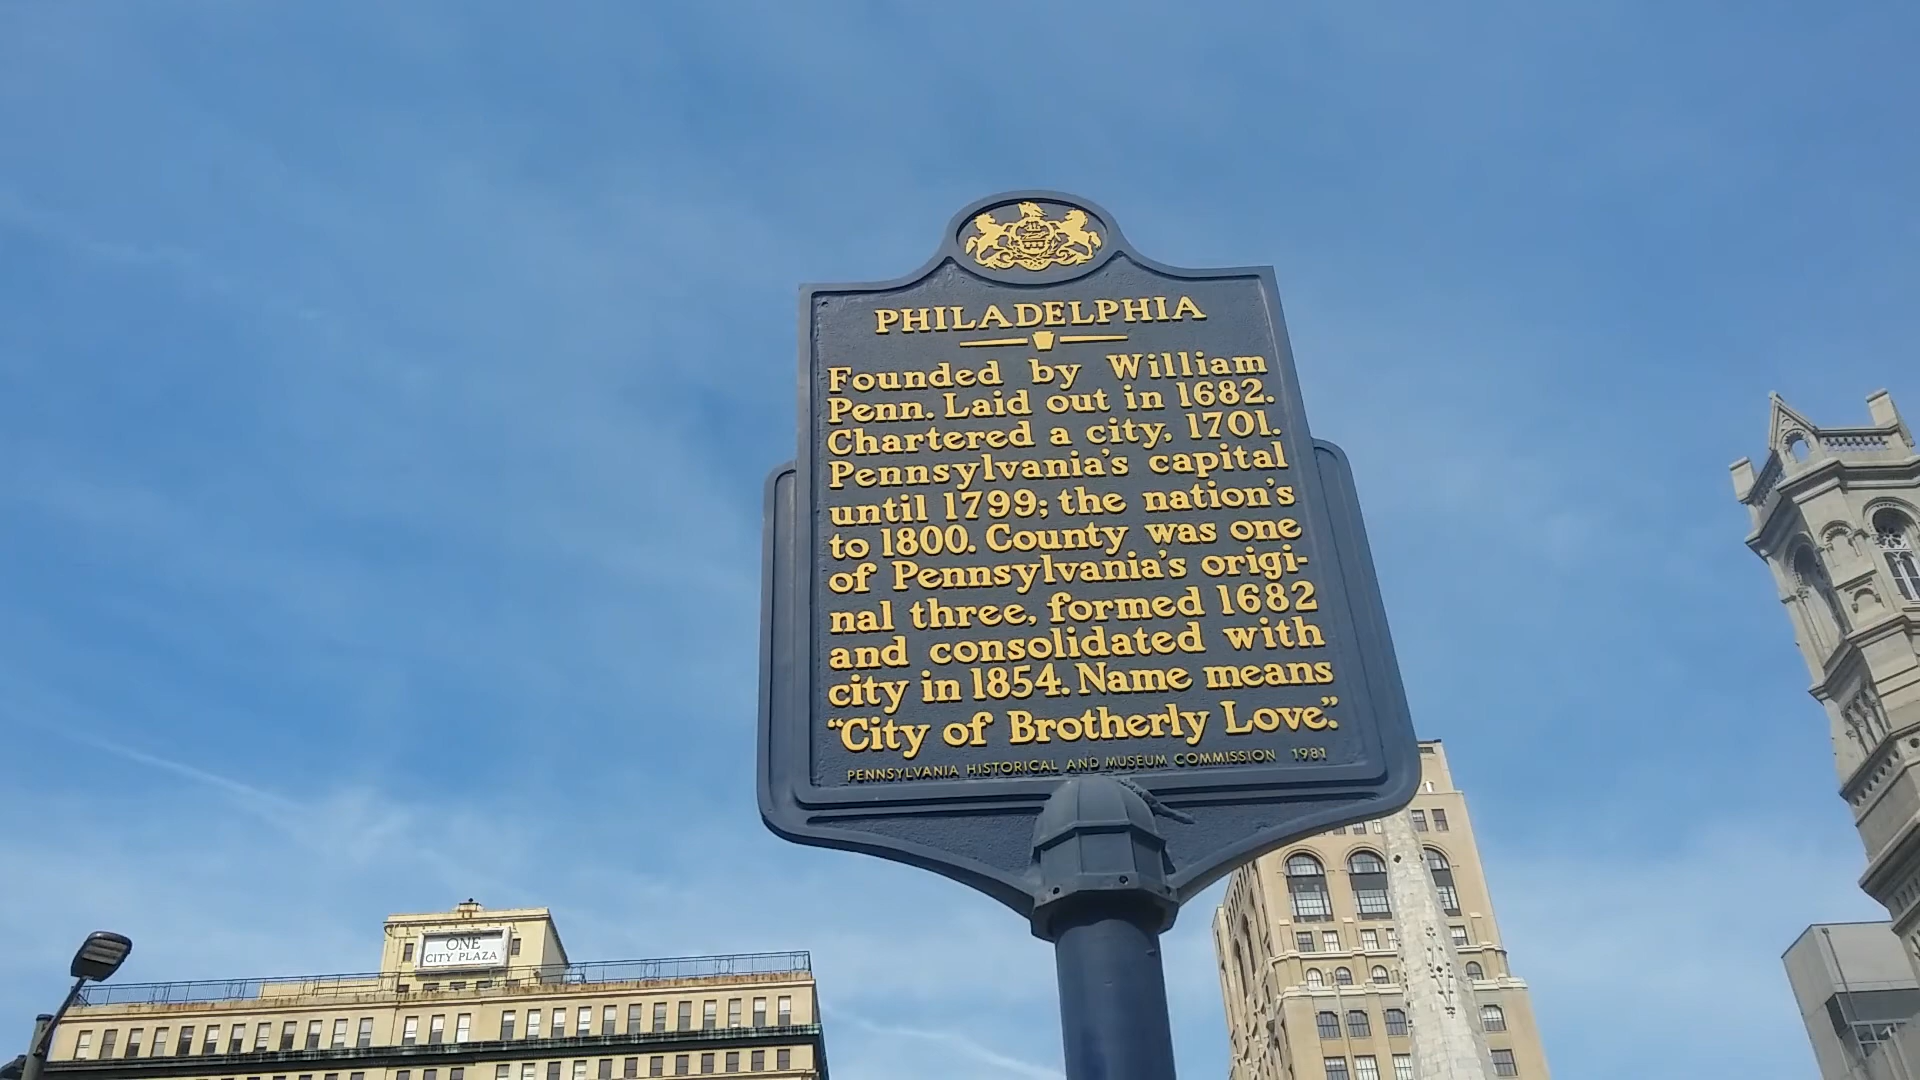 PHILADELPHIA
Founded by William
Penn. Laid out in 1682.
Chartered a city, 1701.
Pennsylvania's capital
until 1799; the nation's
to 1800. County was one
of Pennsylvania's origi-
nal three, formed 1682
and consolidated with
city in 1854. Name means
“City of Brotherly Love.”
PENNSYLVANIA HISTORICAL AND MUSEUM COMMISSION 1981
ONE
CITY PLAZA